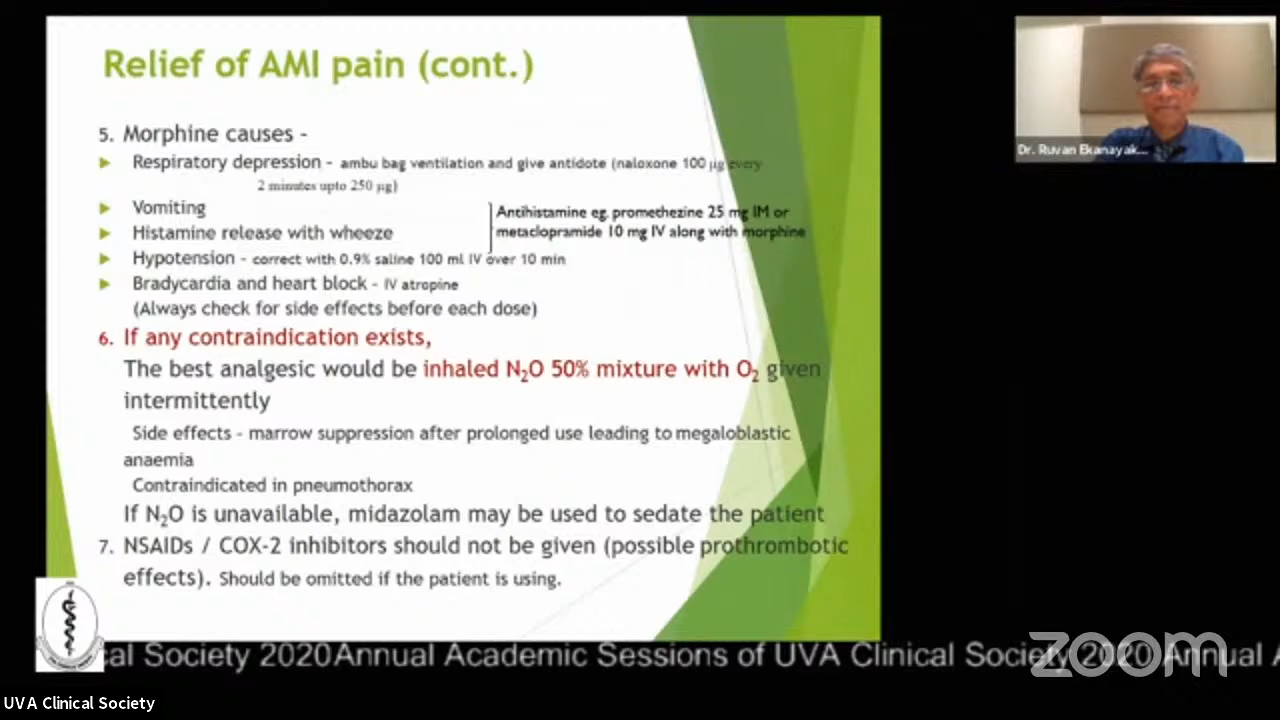 Relief of AMI pain (cont.)
5. Morphine causes -
Respiratory depression - ambu bag ventilation and give antidote (naloxone 100 µg every
2 minutes upto 250 µg)
Vomiting
Histamine release with wheeze
Antihistamine eg. promethezine 25 mg IM or
metaclopramide 10 mg IV along with morphine
Hypotension - correct with 0.9% saline 100 ml IV over 10 min
Bradycardia and heart block - IV atropine
(Always check for side effects before each dose)
6. If any contraindication exists,
The best analgesic would be inhaled N₂O 50% mixture with O₂ given
intermittently
Side effects - marrow suppression after prolonged use leading to megaloblastic
anaemia
Contraindicated in pneumothorax
If N₂O is unavailable, midazolam may be used to sedate the patient
7. NSAIDs / COX-2 inhibitors should not be given (possible prothrombotic
effects). Should be omitted if the patient is using.
Dr. Ruvan Ekanayak...
cal Society 2020 Annual Academic Sessions of UVA Clinical Society 2020 Annual A
zoom
UVA Clinical Society